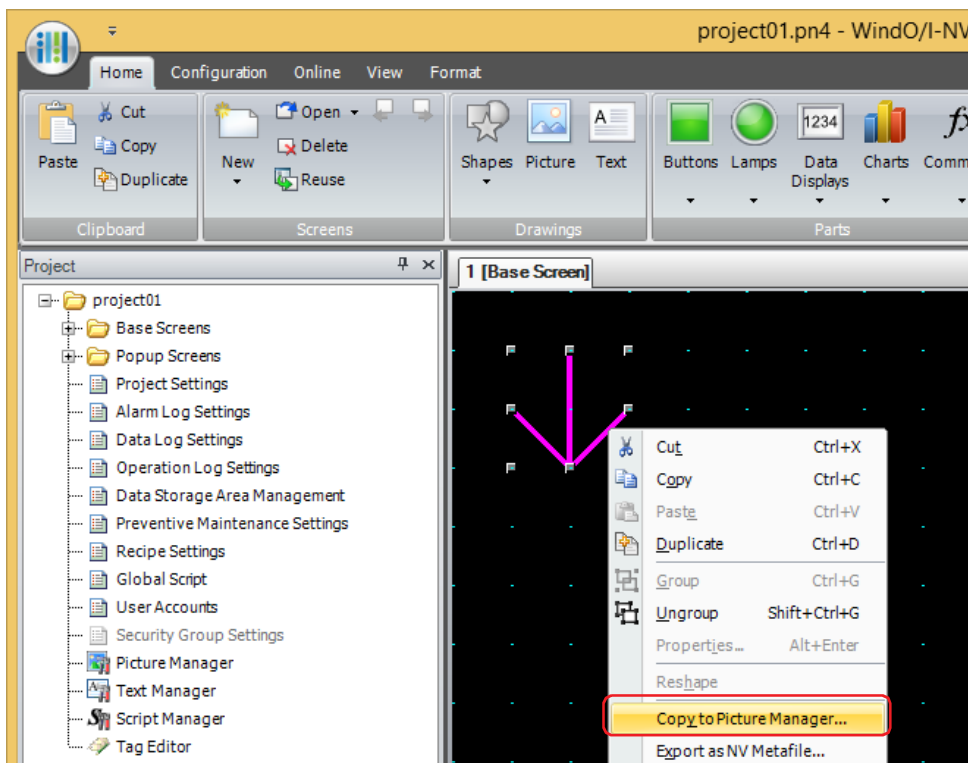 project01.pn4 - WindO/I-NV
Home Configuration Online View Format
Paste
Cut
Copy
Duplicate
Clipboard
New
Open
Delete
Reuse
Screens
Shapes Picture Text
Drawings
A
1234
Buttons Lamps Data Displays Charts Comm
Parts
Project
project01
Base Screens
Popup Screens
Project Settings
Alarm Log Settings
Data Log Settings
Operation Log Settings
Data Storage Area Management
Preventive Maintenance Settings
Recipe Settings
Global Script
User Accounts
Security Group Settings
Picture Manager
Text Manager
Script Manager
Tag Editor
1 [Base Screen]
Cut Ctrl+X
Copy Ctrl+C
Paste Ctrl+V
Duplicate Ctrl+D
Group Ctrl+G
Ungroup Shift+Ctrl+G
Properties... Alt+Enter
Reshape
Copy to Picture Manager...
Export as NV Metafile...